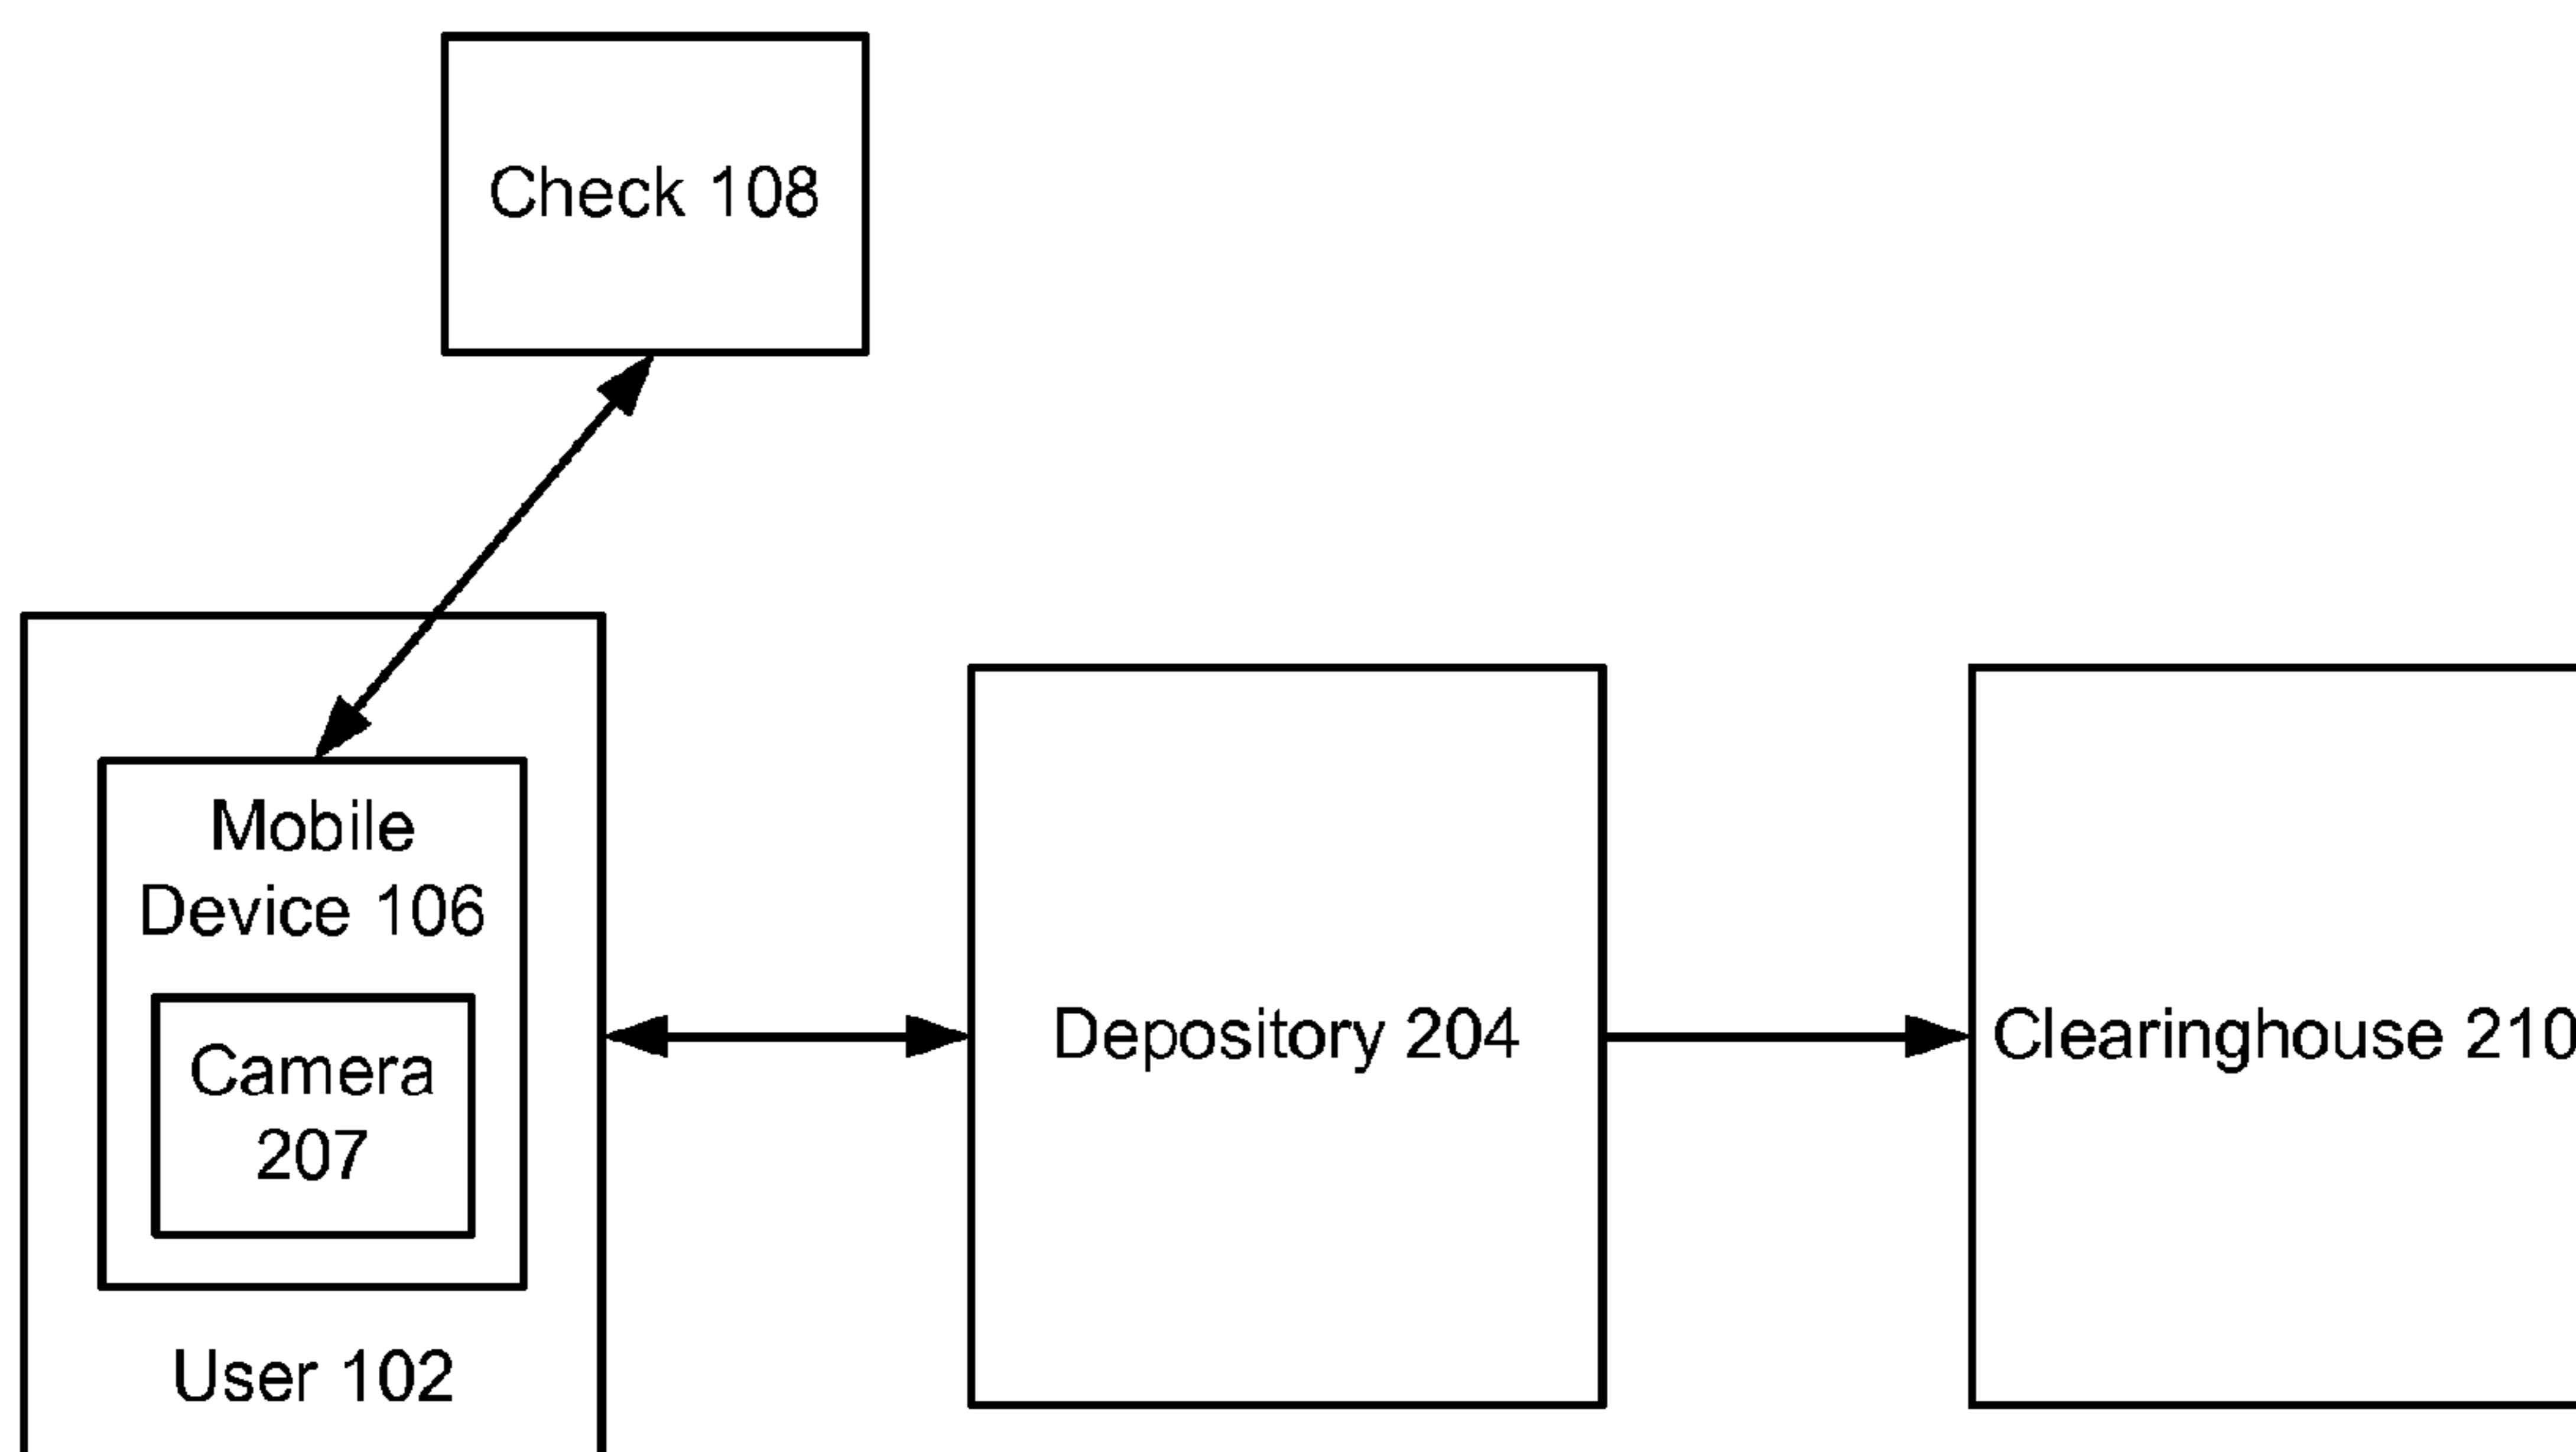 Check 108
Mobile
Device 106
Camera
207
User 102
Depository 204
Clearinghouse 210